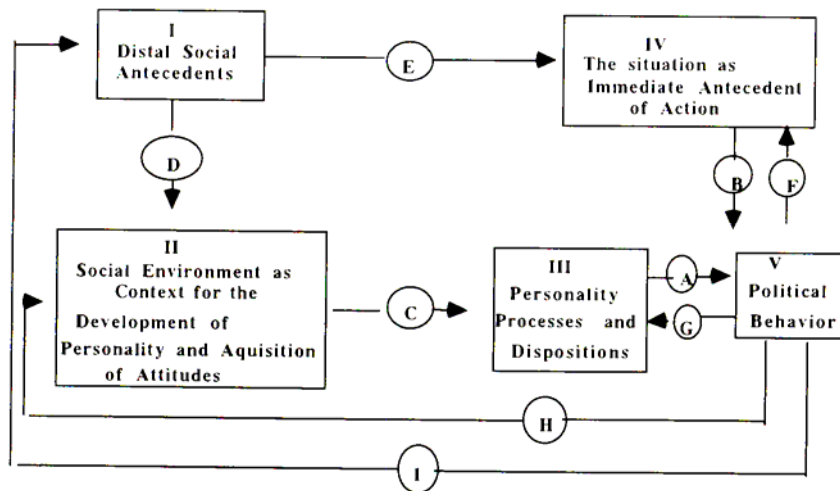 I
Distal Social
Antecedents
E
IV
The situation as
Immediate Antecedent
of Action
D
B
F
II
Social Environment as
Context for the
Development of
Personality and Aquisition
of Attitudes
C
III
Personality
Processes and
Dispositions
A
G
V
Political
Behavior
H
I